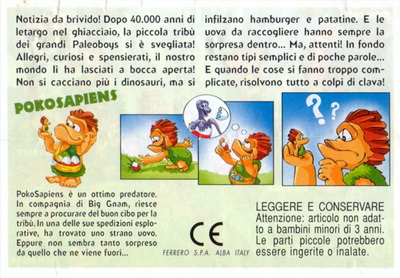 Notizia da brivido! Dopo 40.000 anni di
letargo nel ghiacciaio, la piccola tribù
dei grandi Paleoboys si è svegliata!
Allegri, curiosi e spensierati, il nostro
mondo li ha lasciati a bocca aperta!
Non si cacciano più i dinosauri, ma si
infilzano hamburger e patatine. E le
uova da raccogliere hanno sempre la
sorpresa dentro... Ma, attenti! In fondo
restano tipi semplici e di poche parole...
E quando le cose si fanno troppo com-
plicate, risolvono tutto a colpi di clava!
POKOSAPIENS
? ?
PokoSapiens è un ottimo predatore.
In compagnia di Big Gnam, riesce
sempre a procurare del buon cibo per la
tribù. In una delle sue spedizioni esplo-
rative, ha trovato uno strano uovo.
Eppure non sembra tanto sorpreso
da quello che ne viene fuori...
CE
FERRERO S.P.A. ALBA ITALY
LEGGERE E CONSERVARE
Attenzione: articolo non adat-
to a bambini minori di 3 anni.
Le parti piccole potrebbero
essere ingerite o inalate.